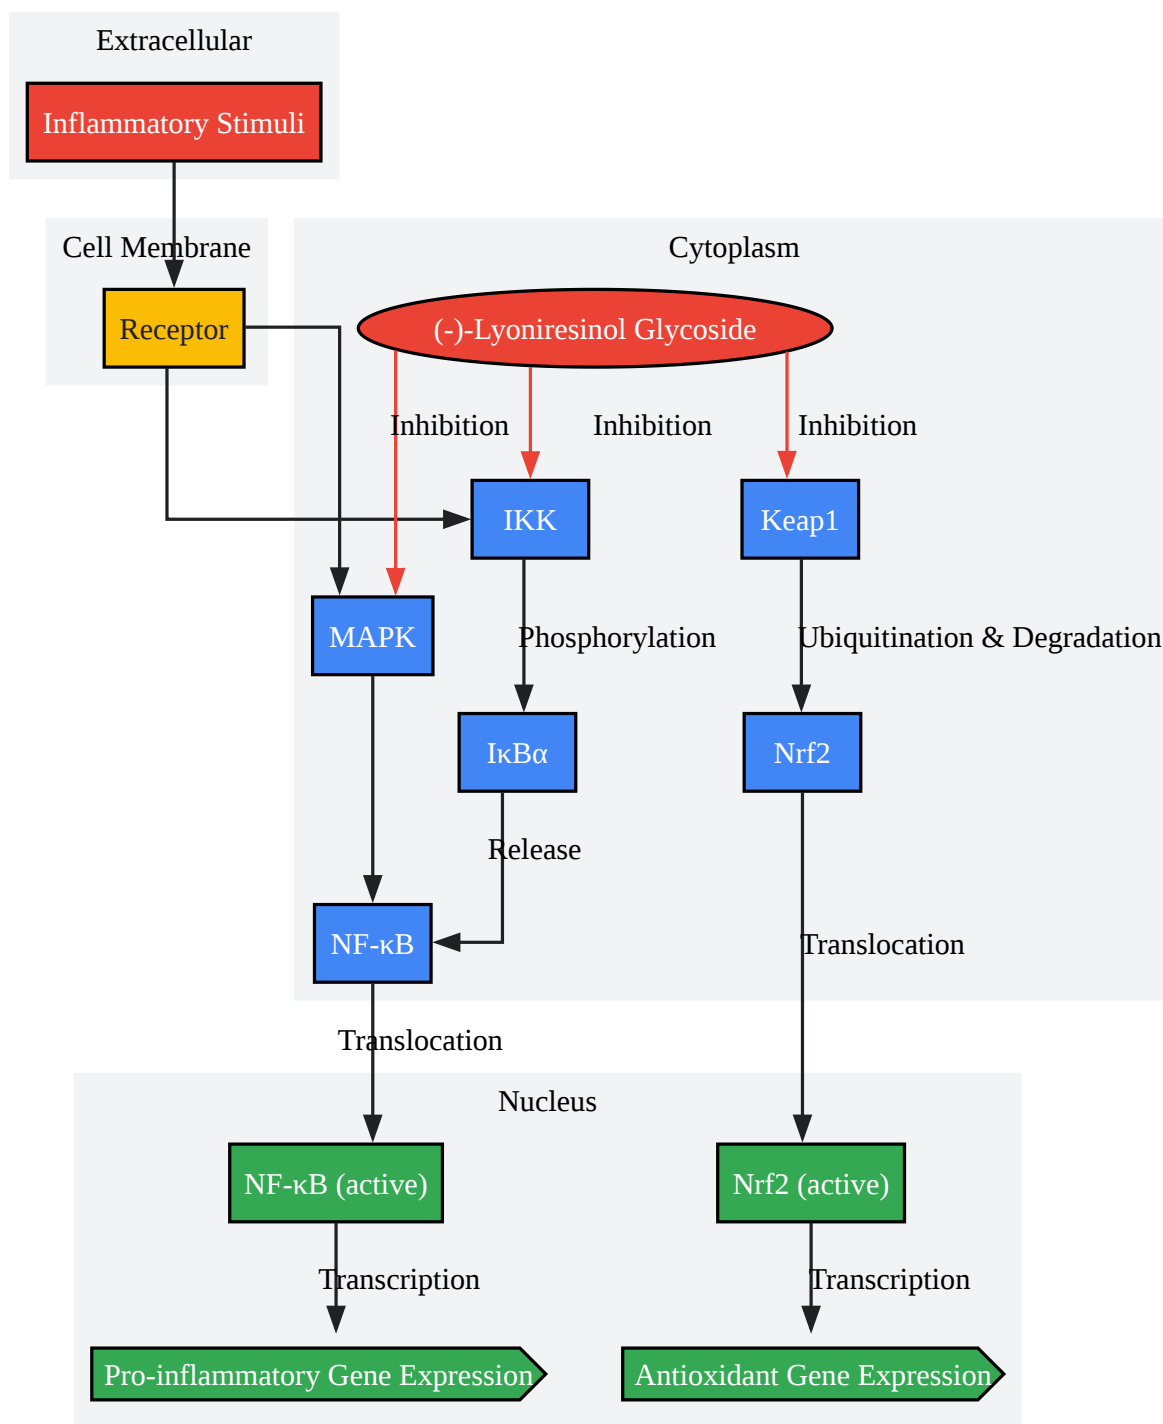 Extracellular
Inflammatory Stimuli
Cell Membrane
Cytoplasm
Receptor
(-)-Lyoniresinol Glycoside
Inhibition
Inhibition
Inhibition
IKK
Keap1
MAPK
Phosphorylation
Ubiquitination & Degradation
IκBα
Nrf2
Release
NF-κB
Translocation
Translocation
Nucleus
NF-κB (active)
Nrf2 (active)
Transcription
Transcription
Pro-inflammatory Gene Expression
Antioxidant Gene Expression